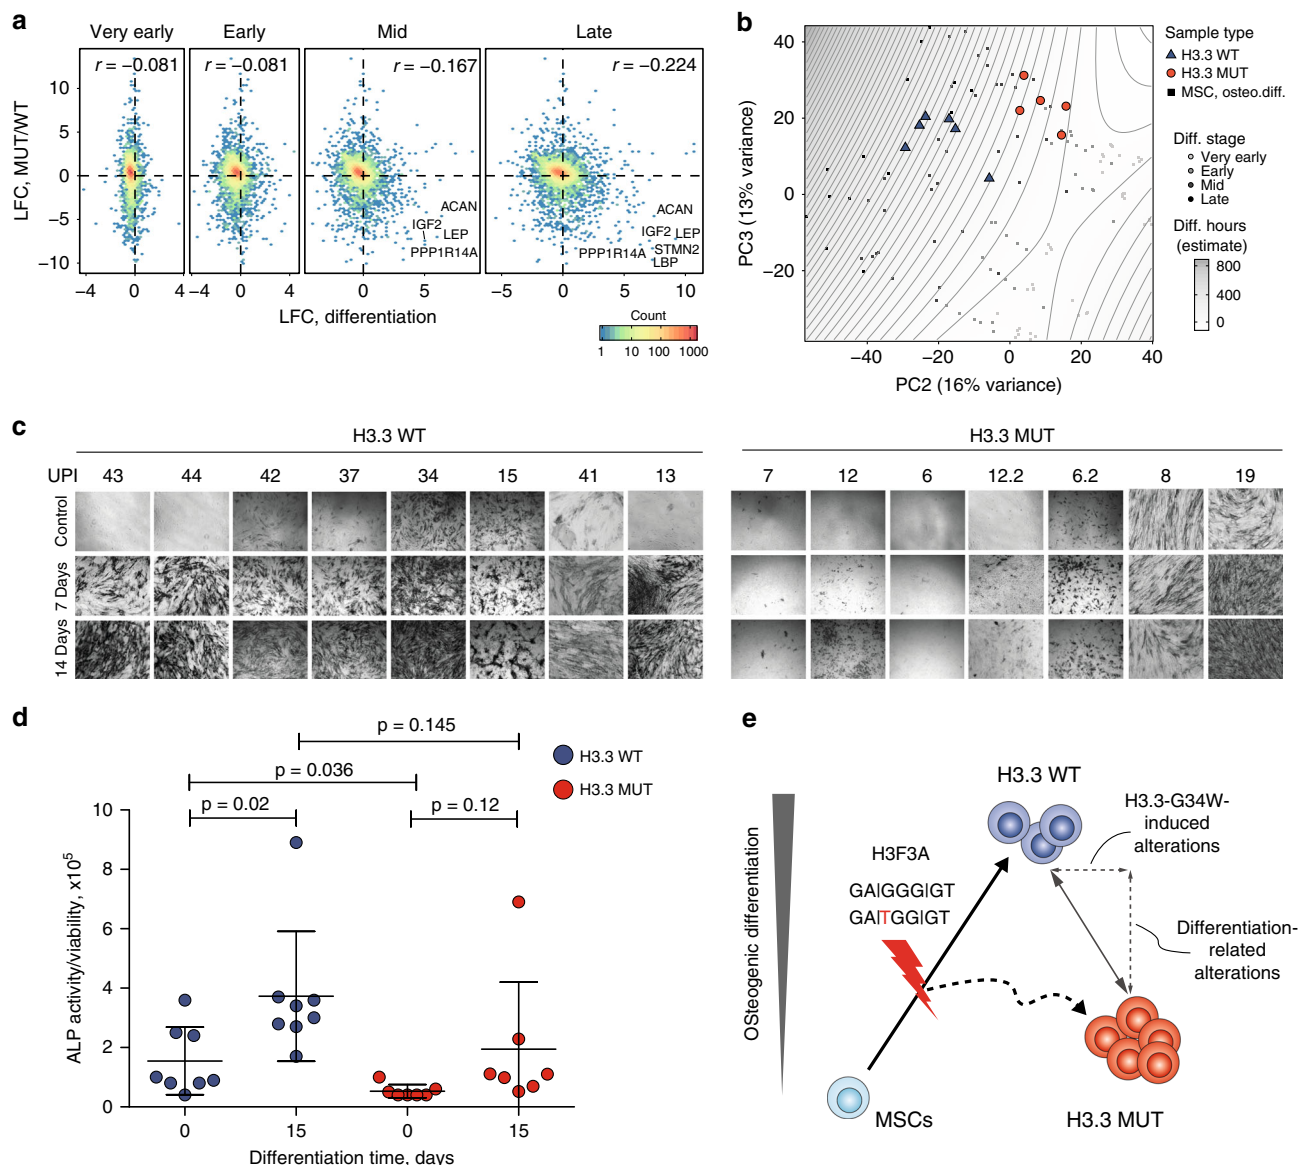 a
Very early
Early
Mid
Late
r = −0.081
r = −0.081
r = −0.167
r = −0.224
LFC, MUT/WT
10
5
0
−5
−10
ACAN
IGF2
LEP
PPP1R14A
ACAN
IGF2
LEP
STMN2
PPP1R14A
LBP
−4 0 4
−4 0 4
0 5
−5 0 5 10
LFC, differentiation
Count
1 10 100 1000
b
40
20
0
−20
PC3 (13% variance)
−40 −20 0 20 40
PC2 (16% variance)
Sample type
H3.3 WT
H3.3 MUT
MSC, osteo.diff.
Diff. stage
Very early
Early
Mid
Late
Diff. hours
(estimate)
800
400
0
c
H3.3 WT
H3.3 MUT
UPI 43 44 42 37 34 15 41 13
7 12 6 12.2 6.2 8 19
Control
7 Days
14 Days
d
p = 0.145
p = 0.036
p = 0.02
p = 0.12
H3.3 WT
H3.3 MUT
ALP activity/viability, x10⁵
10
8
6
4
2
0
0 15 0 15
Differentiation time, days
e
H3.3 WT
H3.3-G34W-
induced
alterations
H3F3A
GA|GGG|GT
GA|TGG|GT
OSteogenic differentiation
Differentiation-
related
alterations
MSCs
H3.3 MUT